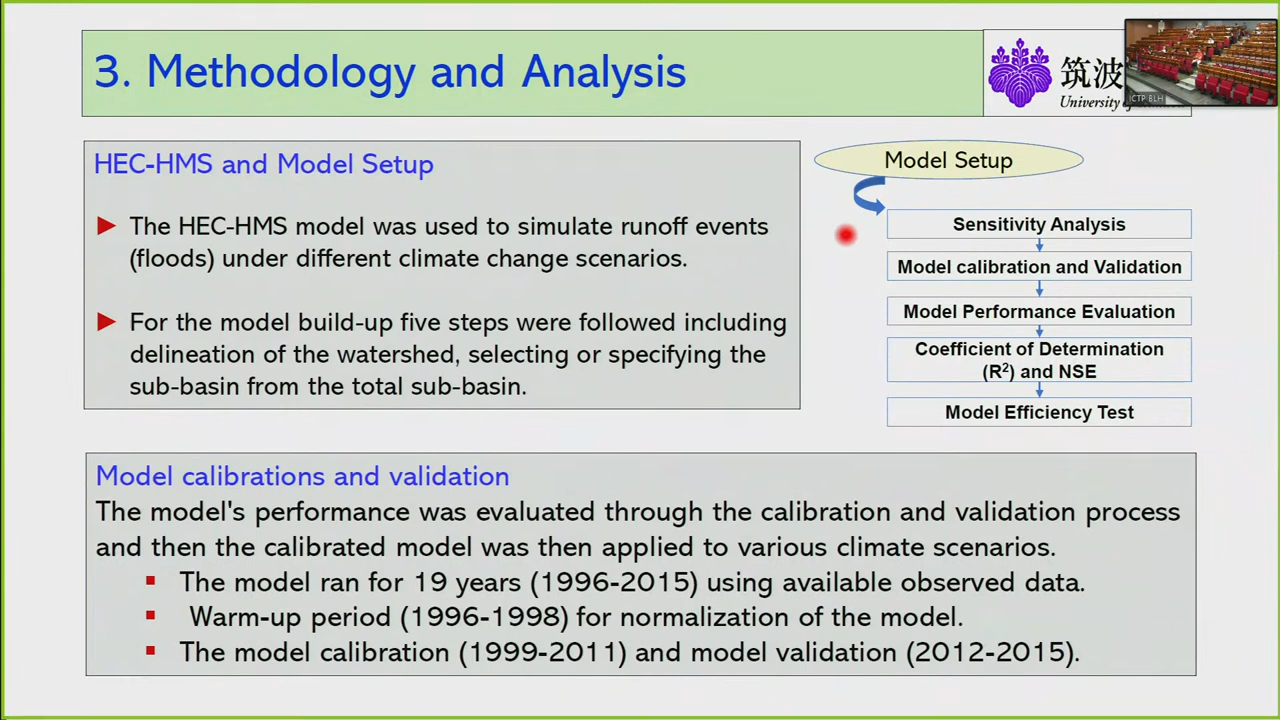 3. Methodology and Analysis
筑波
University
ICTP BLH
HEC-HMS and Model Setup
► The HEC-HMS model was used to simulate runoff events
(floods) under different climate change scenarios.
► For the model build-up five steps were followed including
delineation of the watershed, selecting or specifying the
sub-basin from the total sub-basin.
Model Setup
Sensitivity Analysis
Model calibration and Validation
Model Performance Evaluation
Coefficient of Determination
(R²) and NSE
Model Efficiency Test
Model calibrations and validation
The model's performance was evaluated through the calibration and validation process
and then the calibrated model was then applied to various climate scenarios.
▪ The model ran for 19 years (1996-2015) using available observed data.
▪ Warm-up period (1996-1998) for normalization of the model.
▪ The model calibration (1999-2011) and model validation (2012-2015).